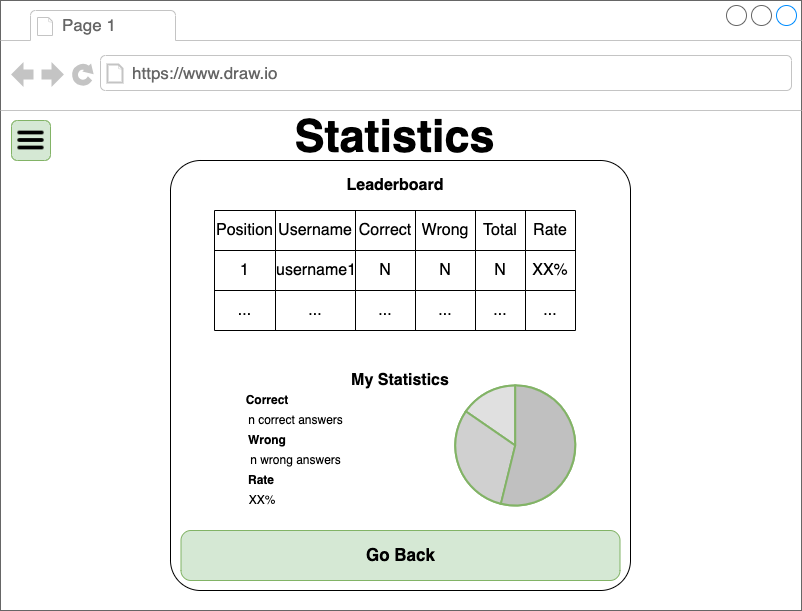 Page 1
https://www.draw.io
Statistics
Leaderboard
Position Username Correct Wrong Total Rate
1 username1 N N N XX%
... ... ... ... ... ...
My Statistics
Correct
n correct answers
Wrong
n wrong answers
Rate
XX%
Go Back